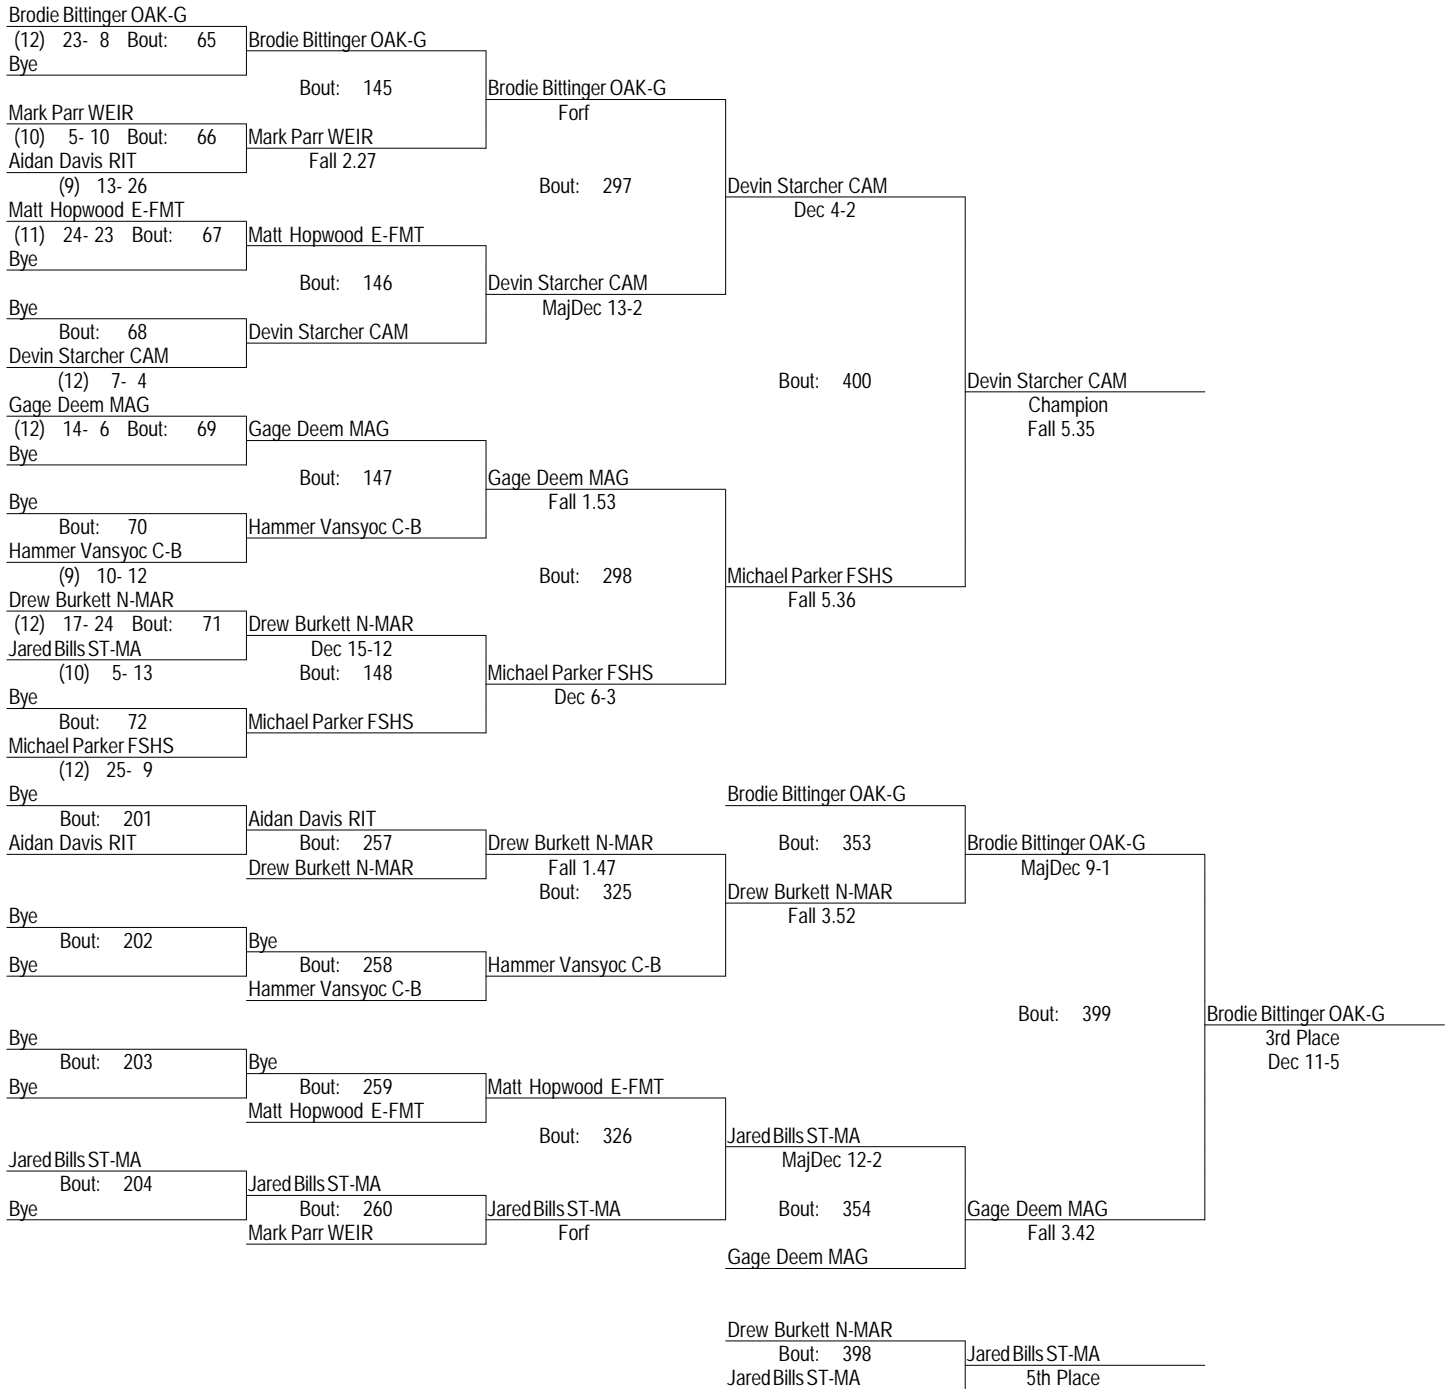 Brodie Bittinger OAK-G
(12) 23- 8 Bout: 65 Brodie Bittinger OAK-G
Bye
Bout: 145 Brodie Bittinger OAK-G
Mark Parr WEIR Forf
(10) 5- 10 Bout: 66 Mark Parr WEIR
Aidan Davis RIT Fall 2.27
(9) 13- 26 Bout: 297 Devin Starcher CAM
Matt Hopwood E-FMT Dec 4-2
(11) 24- 23 Bout: 67 Matt Hopwood E-FMT
Bye
Bout: 146 Devin Starcher CAM
Bye MajDec 13-2
Bout: 68 Devin Starcher CAM
Devin Starcher CAM
(12) 7- 4 Bout: 400 Devin Starcher CAM
Gage Deem MAG Champion
(12) 14- 6 Bout: 69 Gage Deem MAG Fall 5.35
Bye
Bout: 147 Gage Deem MAG
Bye Fall 1.53
Bout: 70 Hammer Vansyoc C-B
Hammer Vansyoc C-B
(9) 10- 12 Bout: 298 Michael Parker FSHS
Drew Burkett N-MAR Fall 5.36
(12) 17- 24 Bout: 71 Drew Burkett N-MAR
Jared Bills ST-MA Dec 15-12
(10) 5- 13 Bout: 148 Michael Parker FSHS
Bye Dec 6-3
Bout: 72 Michael Parker FSHS
Michael Parker FSHS
(12) 25- 9
Bye Brodie Bittinger OAK-G
Bout: 201 Aidan Davis RIT
Aidan Davis RIT Bout: 257 Drew Burkett N-MAR Bout: 353 Brodie Bittinger OAK-G
Drew Burkett N-MAR Fall 1.47 MajDec 9-1
Bout: 325 Drew Burkett N-MAR
Bye Fall 3.52
Bout: 202 Bye
Bye Bout: 258 Hammer Vansyoc C-B
Hammer Vansyoc C-B
Bout: 399 Brodie Bittinger OAK-G
Bye 3rd Place
Bout: 203 Bye Dec 11-5
Bye Bout: 259 Matt Hopwood E-FMT
Matt Hopwood E-FMT
Bout: 326 Jared Bills ST-MA
Jared Bills ST-MA MajDec 12-2
Bout: 204 Jared Bills ST-MA
Bye Bout: 260 Jared Bills ST-MA Bout: 354 Gage Deem MAG
Mark Parr WEIR Forf Fall 3.42
Gage Deem MAG
Drew Burkett N-MAR
Bout: 398 Jared Bills ST-MA
Jared Bills ST-MA 5th Place